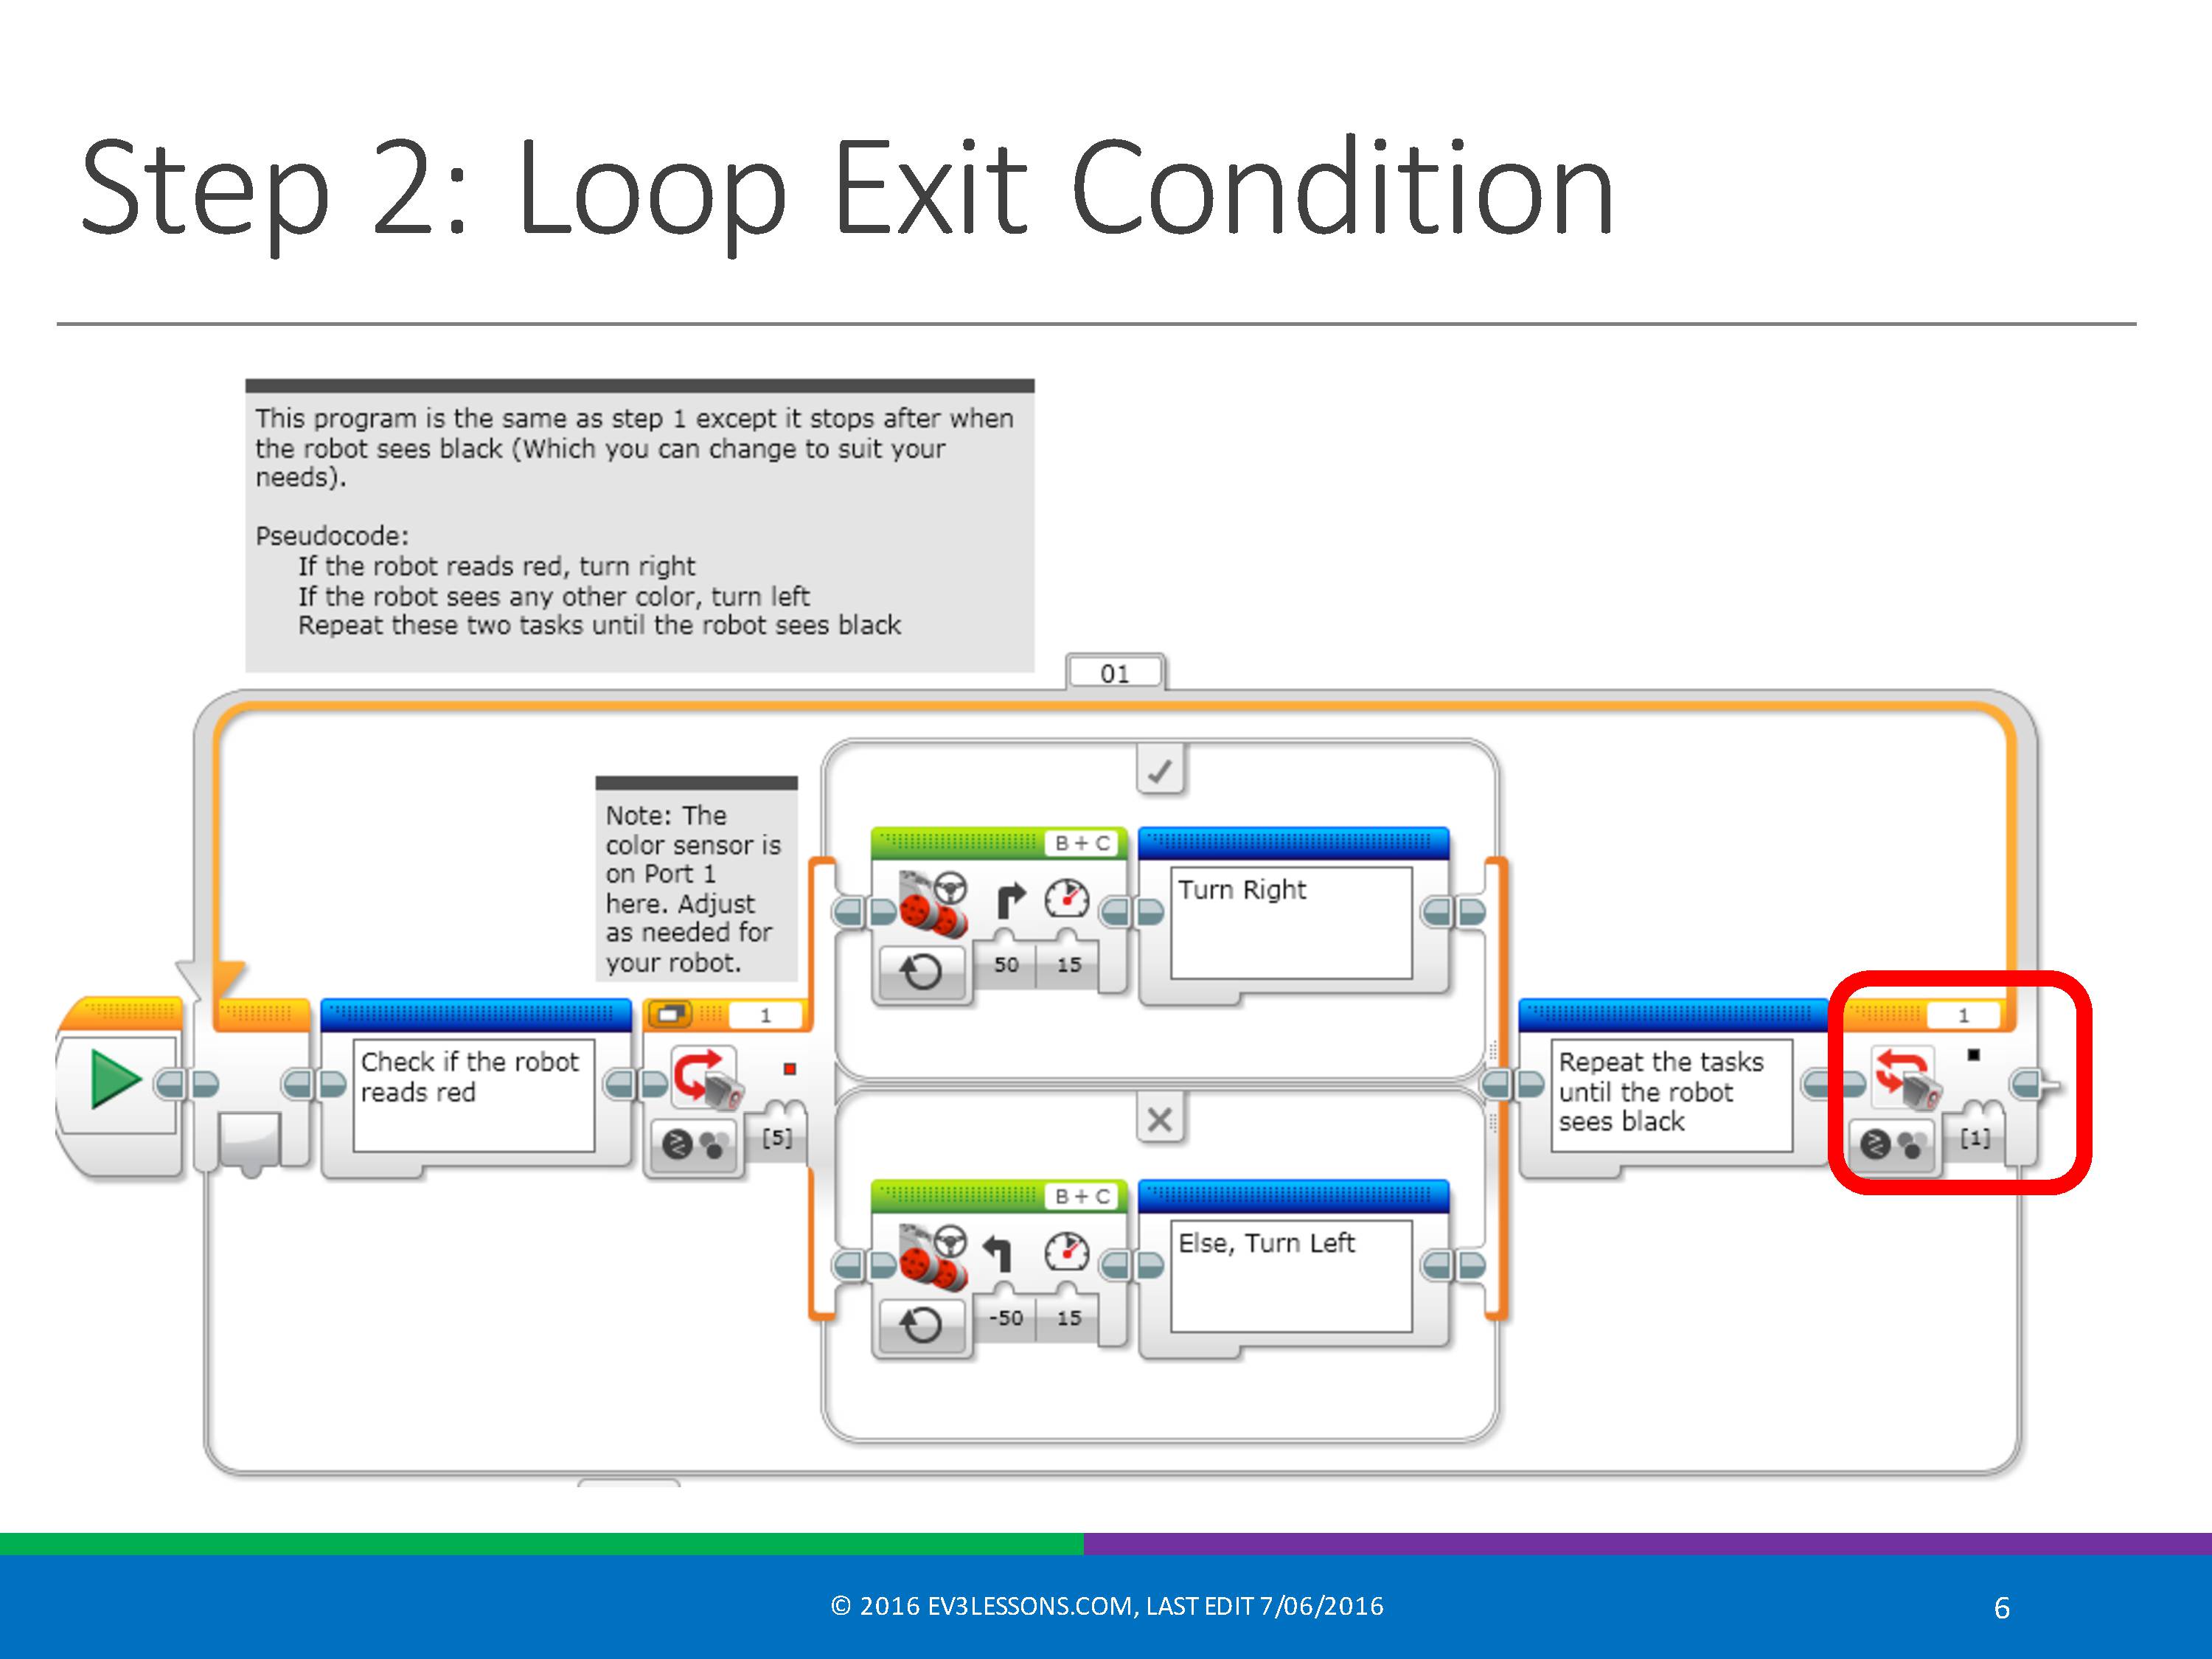 Step 2: Loop Exit Condition
This program is the same as step 1 except it stops after when
the robot sees black (Which you can change to suit your
needs).
Pseudocode:
If the robot reads red, turn right
If the robot sees any other color, turn left
Repeat these two tasks until the robot sees black
01
Note: The
color sensor is
on Port 1
here. Adjust
as needed for
your robot.
B + C
Turn Right
50 15
Check if the robot
reads red
1
[5]
B + C
Else, Turn Left
-50 15
Repeat the tasks
until the robot
sees black
1
[1]
© 2016 EV3LESSONS.COM, LAST EDIT 7/06/2016
6